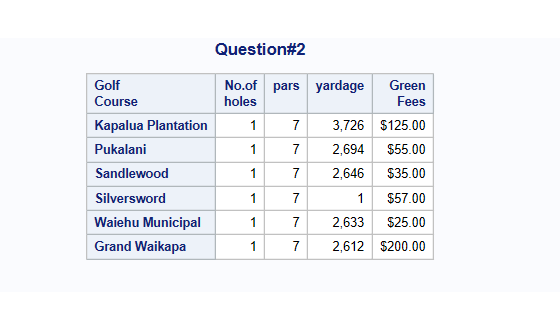 Question#2
Golf Course No.of holes pars yardage Green Fees
Kapalua Plantation 1 7 3,726 $125.00
Pukalani 1 7 2,694 $55.00
Sandlewood 1 7 2,646 $35.00
Silversword 1 7 1 $57.00
Waiehu Municipal 1 7 2,633 $25.00
Grand Waikapa 1 7 2,612 $200.00